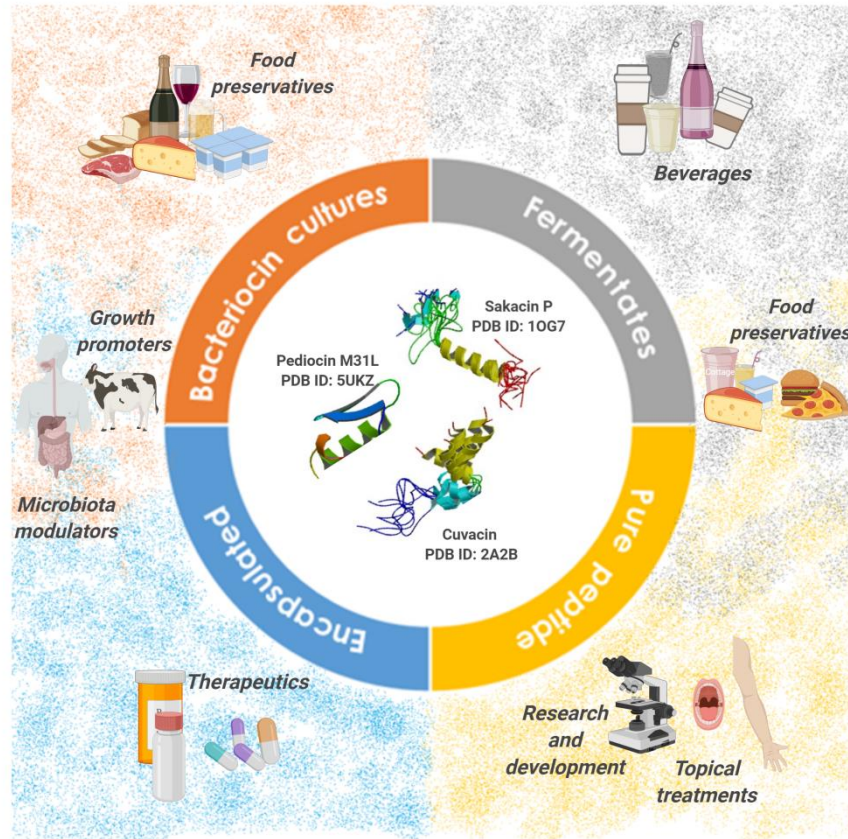 Food
preservatives
Beverages
Bacteriocin cultures
Fermentates
Growth
promoters
Microbiota
modulators
Sakacin P
PDB ID: 1OG7
Pediocin M31L
PDB ID: 5UKZ
Cuvacin
PDB ID: 2A2B
Food
preservatives
Cottage
Encapsulated
Pure peptide
Therapeutics
Research
and
development
Topical
treatments